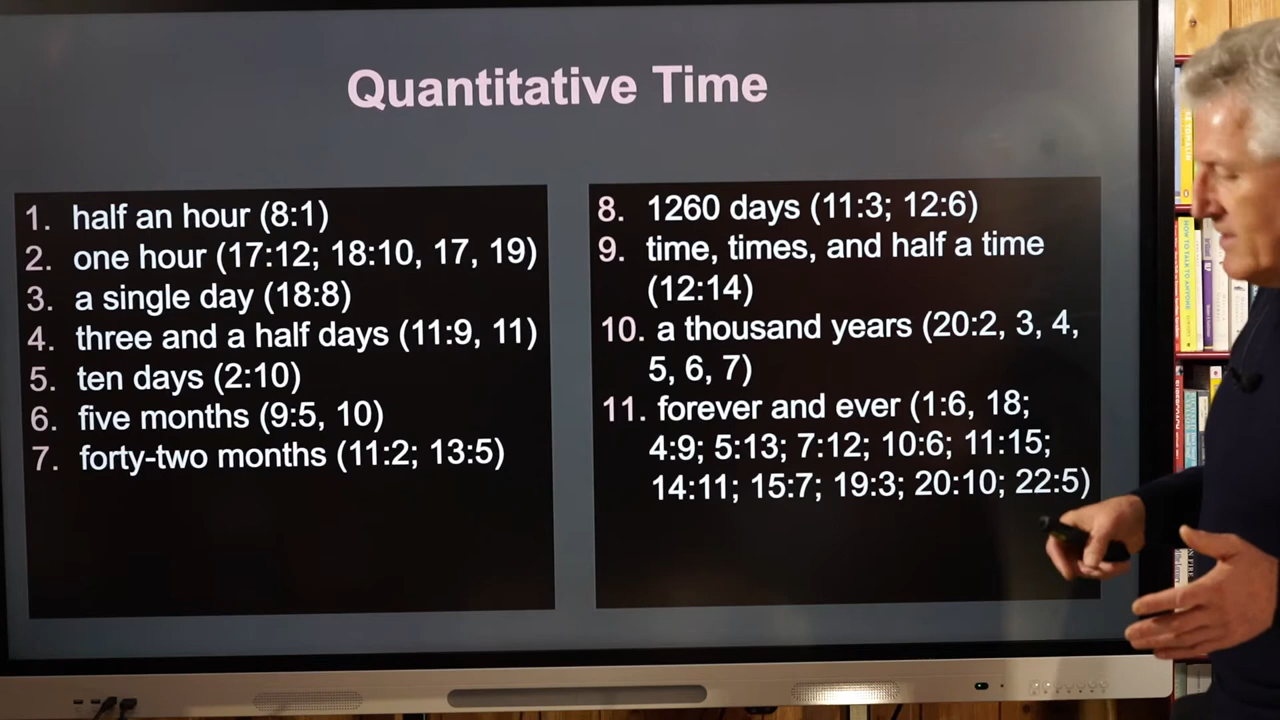 Quantitative Time
1. half an hour (8:1)
2. one hour (17:12; 18:10, 17, 19)
3. a single day (18:8)
4. three and a half days (11:9, 11)
5. ten days (2:10)
6. five months (9:5, 10)
7. forty-two months (11:2; 13:5)
8. 1260 days (11:3; 12:6)
9. time, times, and half a time
(12:14)
10. a thousand years (20:2, 3, 4,
5, 6, 7)
11. forever and ever (1:6, 18;
4:9; 5:13; 7:12; 10:6; 11:15;
14:11; 15:7; 19:3; 20:10; 22:5)
HOW TO TALK TO ANYONE